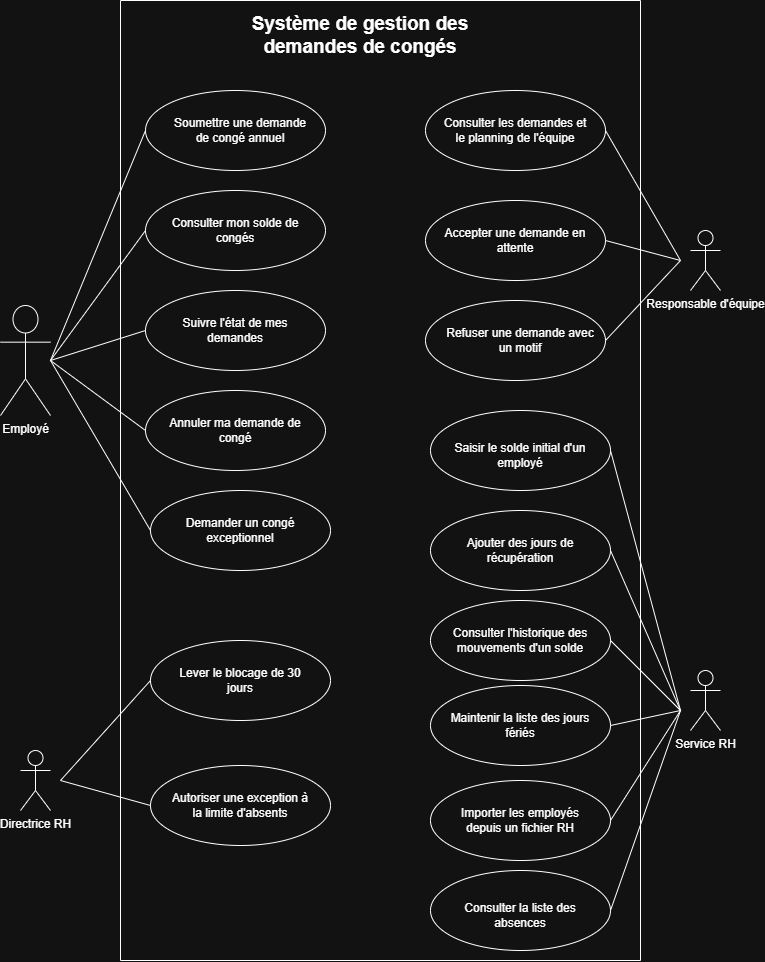 Système de gestion des
demandes de congés
Soumettre une demande
de congé annuel
Consulter mon solde de
congés
Suivre l'état de mes
demandes
Annuler ma demande de
congé
Demander un congé
exceptionnel
Employé
Lever le blocage de 30
jours
Autoriser une exception à
la limite d'absents
Directrice RH
Consulter les demandes et
le planning de l'équipe
Accepter une demande en
attente
Refuser une demande avec
un motif
Responsable d'équipe
Saisir le solde initial d'un
employé
Ajouter des jours de
récupération
Consulter l'historique des
mouvements d'un solde
Maintenir la liste des jours
fériés
Importer les employés
depuis un fichier RH
Consulter la liste des
absences
Service RH